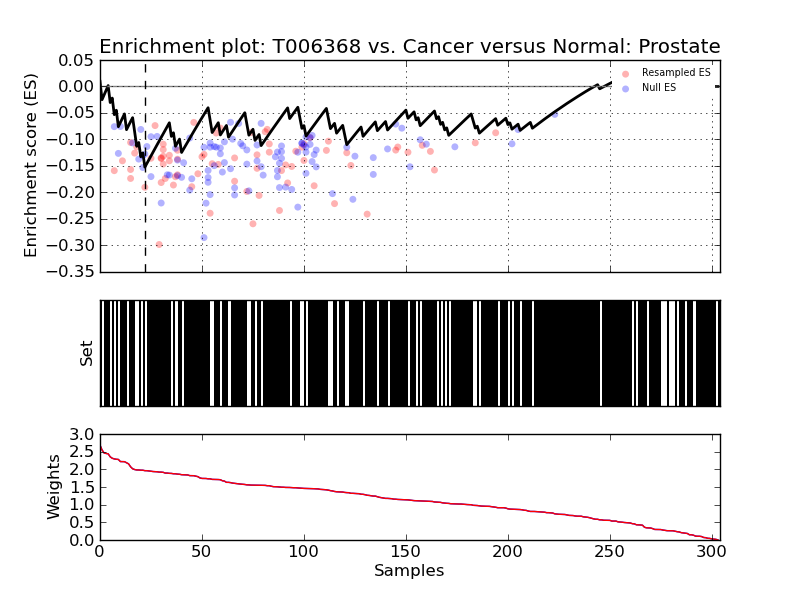 Enrichment plot: T006368 vs. Cancer versus Normal: Prostate
0.05
0.00
−0.05
−0.10
−0.15
−0.20
−0.25
−0.30
−0.35
Enrichment score (ES)
Resampled ES
Null ES
Set
3.0
2.5
2.0
1.5
1.0
0.5
0.0
Weights
0 50 100 150 200 250 300
Samples